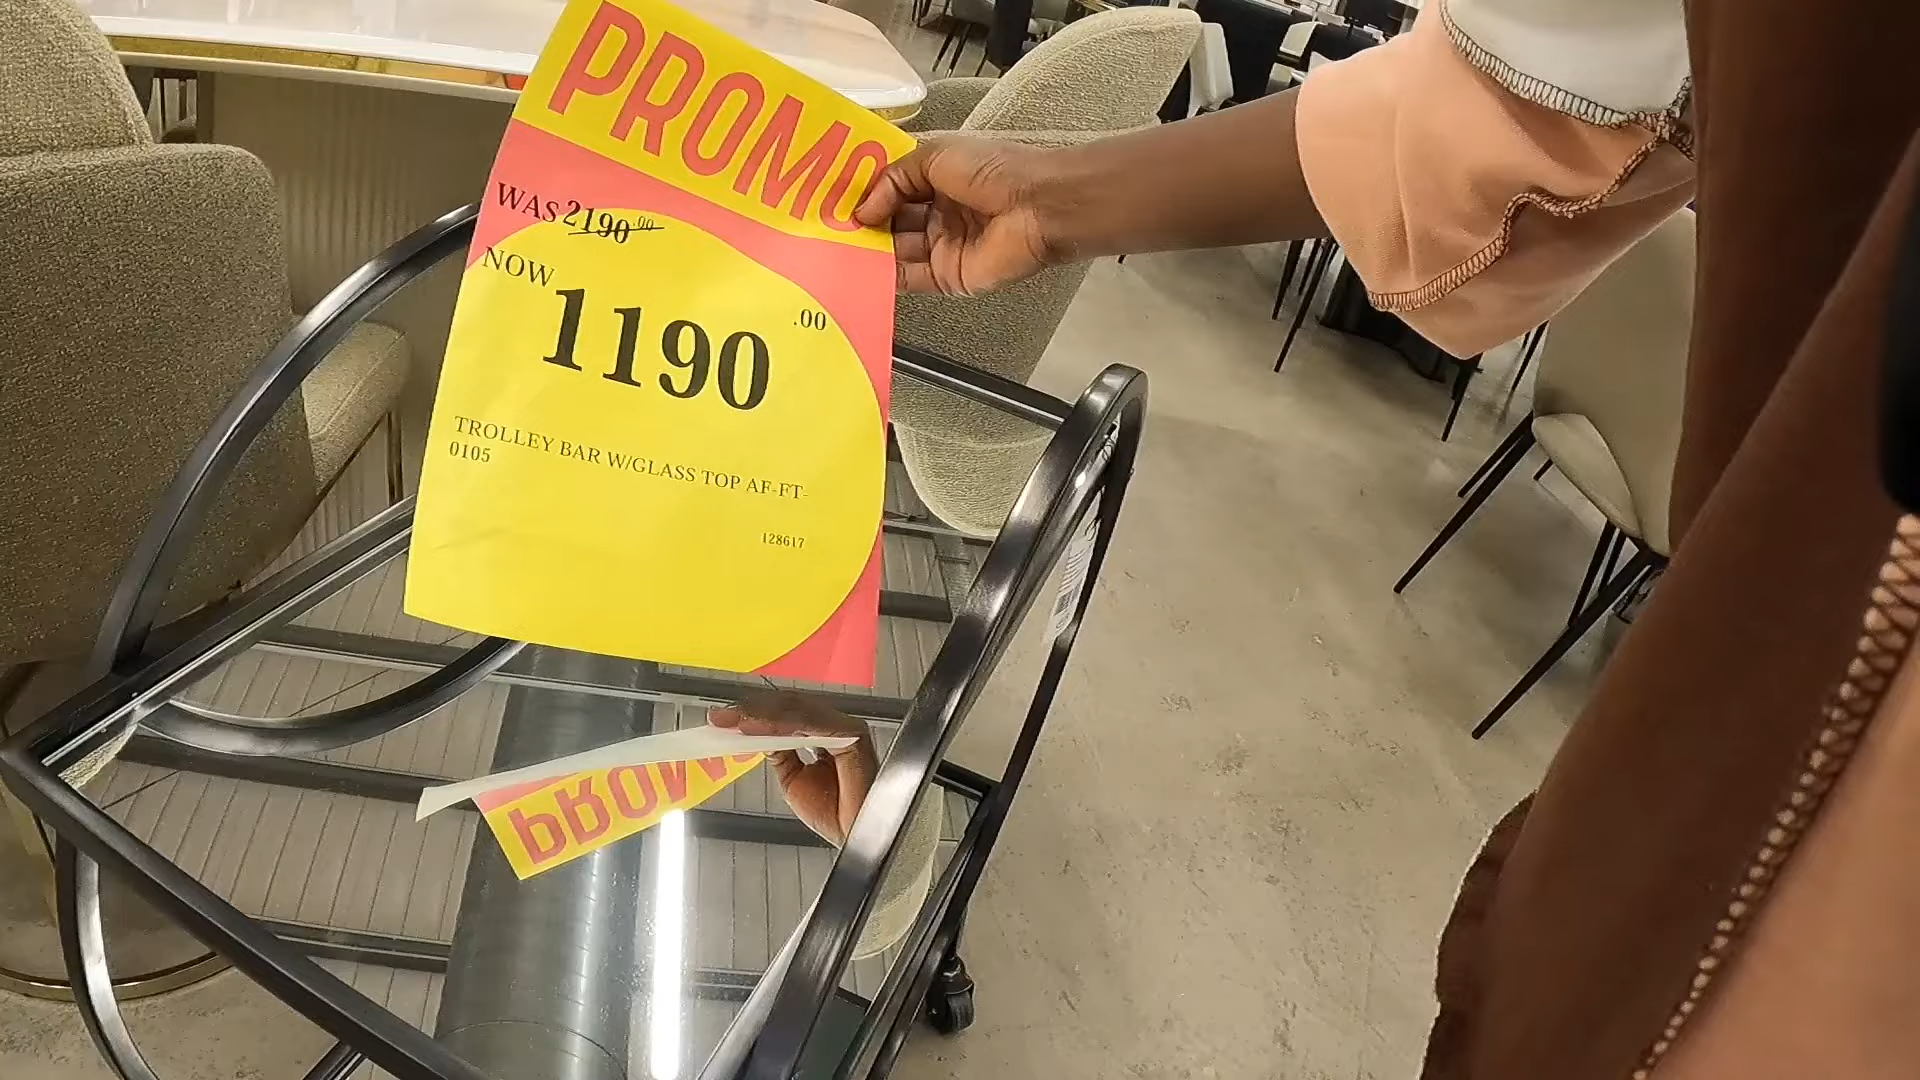 PROMO
WAS 2190.00
NOW
1190.00
TROLLEY BAR W/GLASS TOP AF-FT-
0105
128617
PROMO